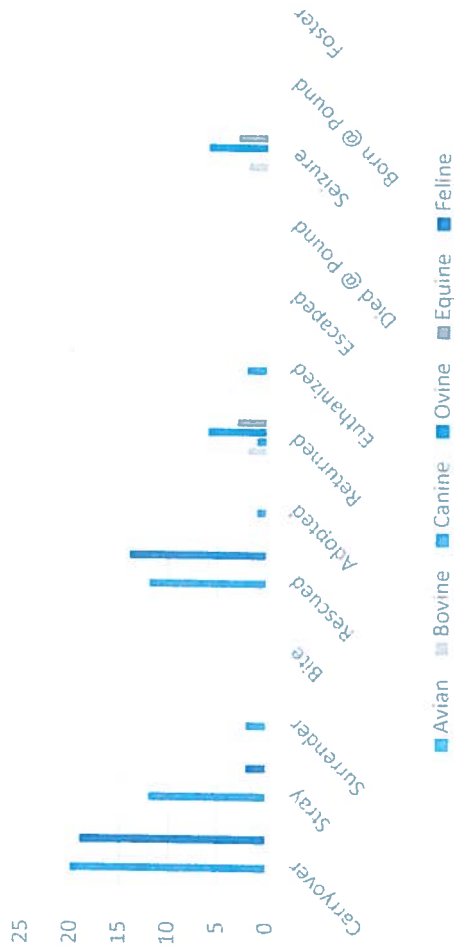 25
20
15
10
5
0
Carryover
Stray
Surrender
Bite
Rescued
Adopted
Returned
Euthanized
Escaped
Died @ Pound
Seizure
Born @ Pound
Foster
Avian Bovine Canine Ovine Equine Feline